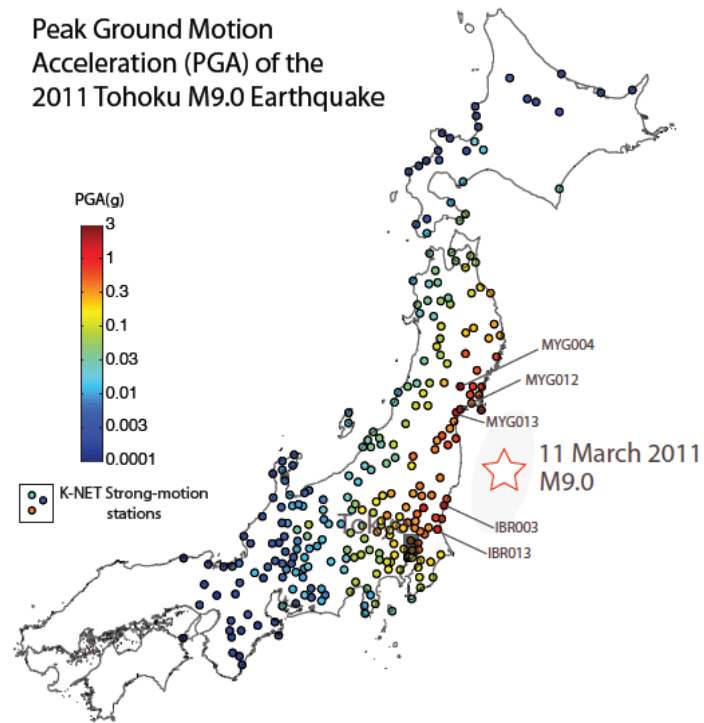 Peak Ground Motion
Acceleration (PGA) of the
2011 Tohoku M9.0 Earthquake
PGA(g)
3
1
0.3
0.1
0.03
0.01
0.003
0.0001
K-NET Strong-motion
stations
MYG004
MYG012
MYG013
11 March 2011
M9.0
IBR003
IBR013